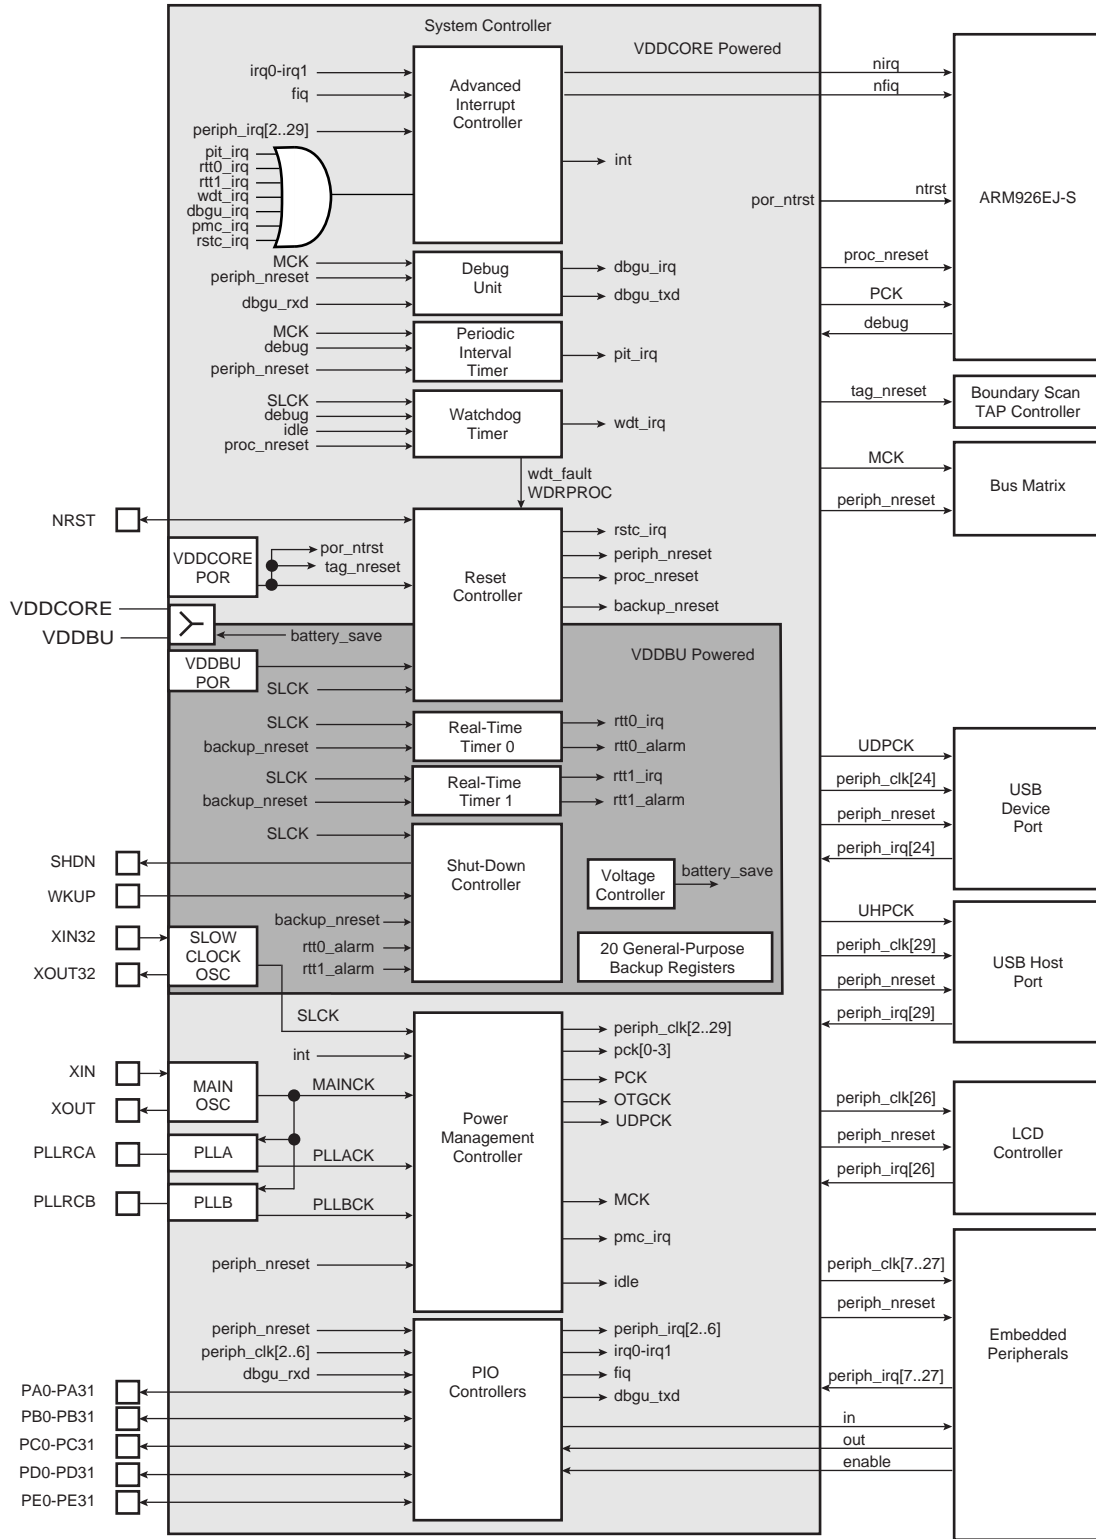 System Controller
VDDCORE Powered
irq0-irq1
fiq
periph_irq[2..29]
pit_irq
rtt0_irq
rtt1_irq
wdt_irq
dbgu_irq
pmc_irq
rstc_irq
Advanced
Interrupt
Controller
int
nirq
nfiq
por_ntrst
ntrst
ARM926EJ-S
proc_nreset
PCK
debug
MCK
periph_nreset
dbgu_rxd
Debug
Unit
dbgu_irq
dbgu_txd
MCK
debug
periph_nreset
Periodic
Interval
Timer
pit_irq
SLCK
debug
idle
proc_nreset
Watchdog
Timer
wdt_irq
tag_nreset
Boundary Scan
TAP Controller
MCK
periph_nreset
Bus Matrix
wdt_fault
WDRPROC
NRST
VDDCORE
POR
por_ntrst
tag_nreset
Reset
Controller
rstc_irq
periph_nreset
proc_nreset
backup_nreset
VDDCORE
VDDBU
battery_save
VDDBU Powered
VDDBU
POR
SLCK
SLCK
backup_nreset
Real-Time
Timer 0
rtt0_irq
rtt0_alarm
SLCK
backup_nreset
Real-Time
Timer 1
rtt1_irq
rtt1_alarm
UDPCK
periph_clk[24]
periph_nreset
periph_irq[24]
USB
Device
Port
SLCK
SHDN
WKUP
backup_nreset
rtt0_alarm
rtt1_alarm
Shut-Down
Controller
Voltage
Controller
battery_save
20 General-Purpose
Backup Registers
XIN32
XOUT32
SLOW
CLOCK
OSC
UHPCK
periph_clk[29]
periph_nreset
periph_irq[29]
USB Host
Port
SLCK
int
XIN
XOUT
MAIN
OSC
MAINCK
PLLRCA
PLLA
PLLACK
PLLRCB
PLLB
PLLBCK
periph_nreset
Power
Management
Controller
periph_clk[2..29]
pck[0-3]
PCK
OTGCK
UDPCK
MCK
pmc_irq
idle
periph_clk[26]
periph_nreset
periph_irq[26]
LCD
Controller
periph_clk[7..27]
periph_nreset
periph_irq[7..27]
in
out
enable
Embedded
Peripherals
periph_nreset
periph_clk[2..6]
dbgu_rxd
PIO
Controllers
periph_irq[2..6]
irq0-irq1
fiq
dbgu_txd
PA0-PA31
PB0-PB31
PC0-PC31
PD0-PD31
PE0-PE31